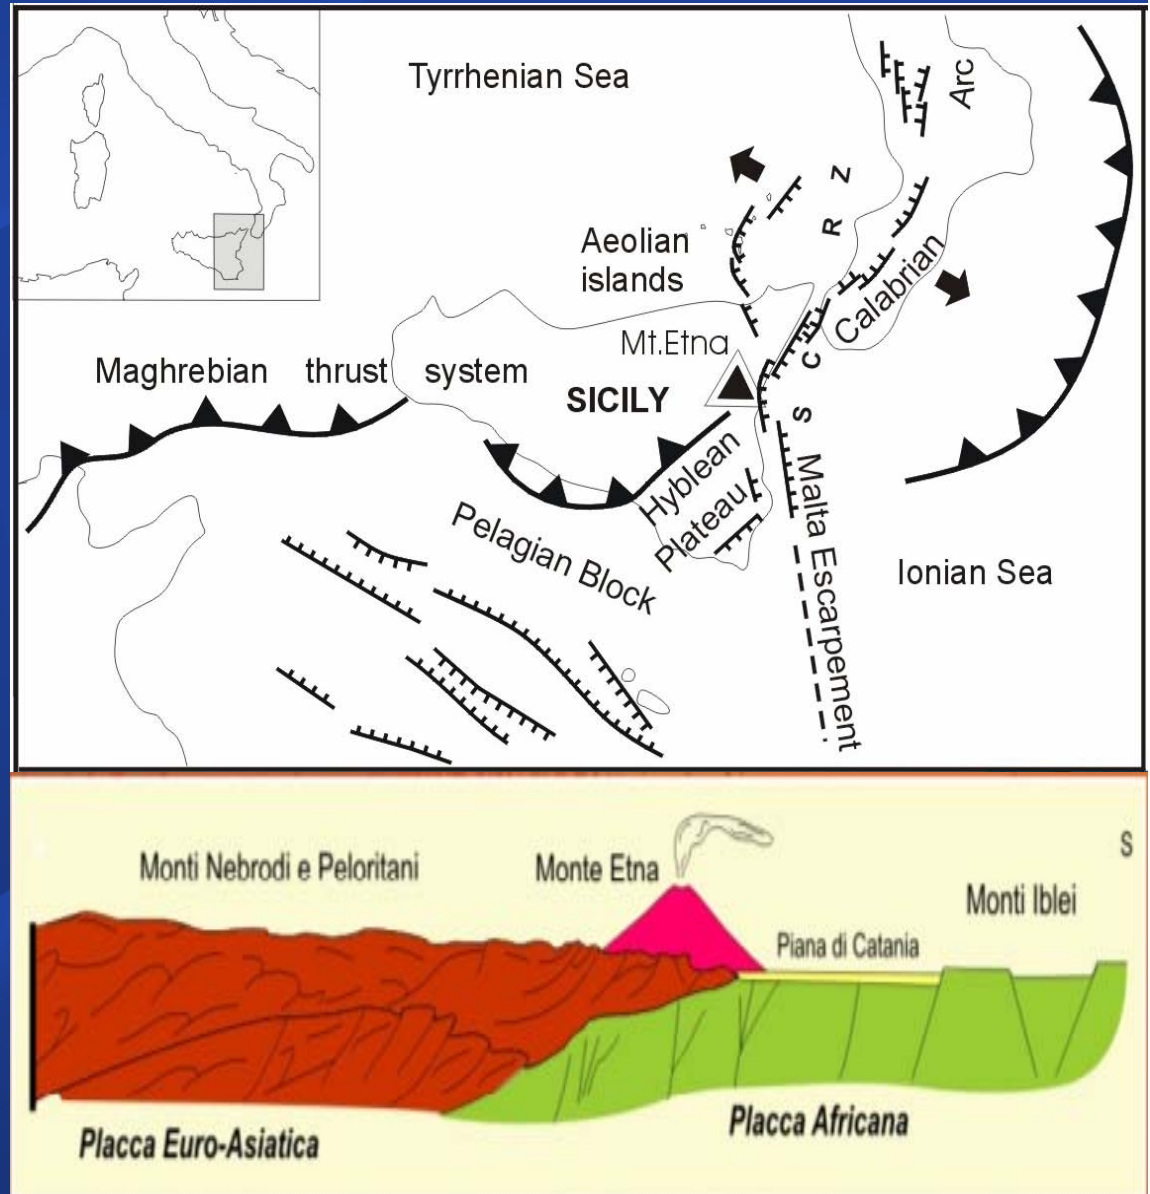 Tyrrhenian Sea
Arc
R Z
Aeolian
islands
Calabrian
Mt.Etna
Maghrebian thrust system
SICILY
S C
Hyblean
Plateau
Malta Escarpement
Pelagian Block
Ionian Sea
S
Monti Nebrodi e Peloritani
Monte Etna
Monti Iblei
Piana di Catania
Placca Africana
Placca Euro-Asiatica